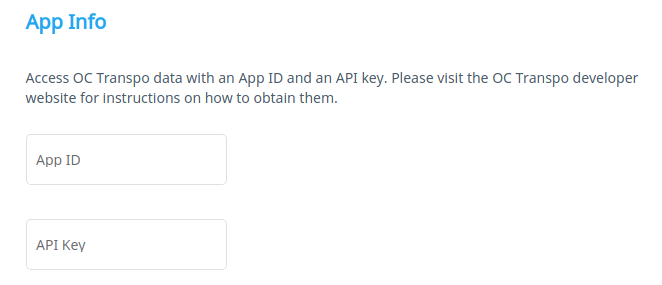 App Info
Access OC Transpo data with an App ID and an API key. Please visit the OC Transpo developer
website for instructions on how to obtain them.
App ID
API Key